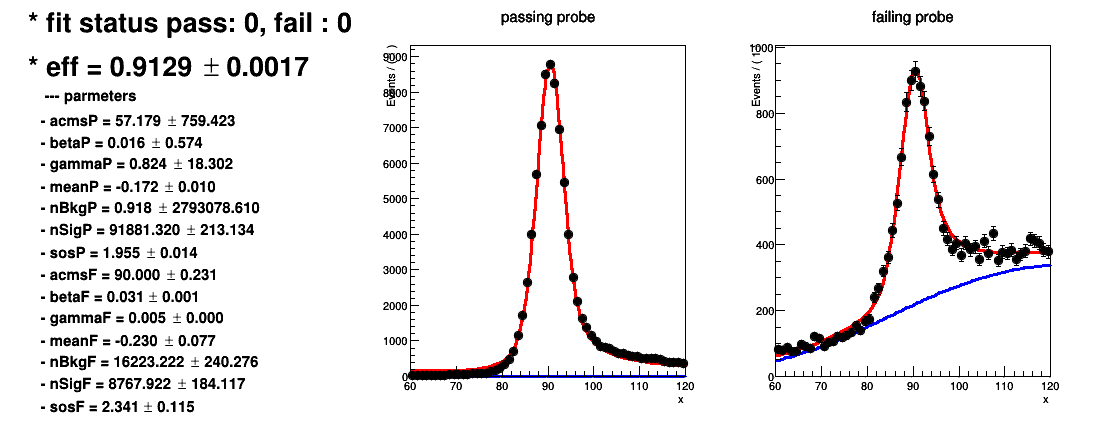 * fit status pass: 0, fail : 0
* eff = 0.9129 ± 0.0017
--- parmeters
- acmsP = 57.179 ± 759.423
- betaP = 0.016 ± 0.574
- gammaP = 0.824 ± 18.302
- meanP = -0.172 ± 0.010
- nBkgP = 0.918 ± 2793078.610
- nSigP = 91881.320 ± 213.134
- sosP = 1.955 ± 0.014
- acmsF = 90.000 ± 0.231
- betaF = 0.031 ± 0.001
- gammaF = 0.005 ± 0.000
- meanF = -0.230 ± 0.077
- nBkgF = 16223.222 ± 240.276
- nSigF = 8767.922 ± 184.117
- sosF = 2.341 ± 0.115
passing probe
Events / ( )
9000
8000
7000
6000
5000
4000
3000
2000
1000
0
60 70 80 90 100 110 120
x
failing probe
Events / ( 1
1000
800
600
400
200
0
60 70 80 90 100 110 120
x